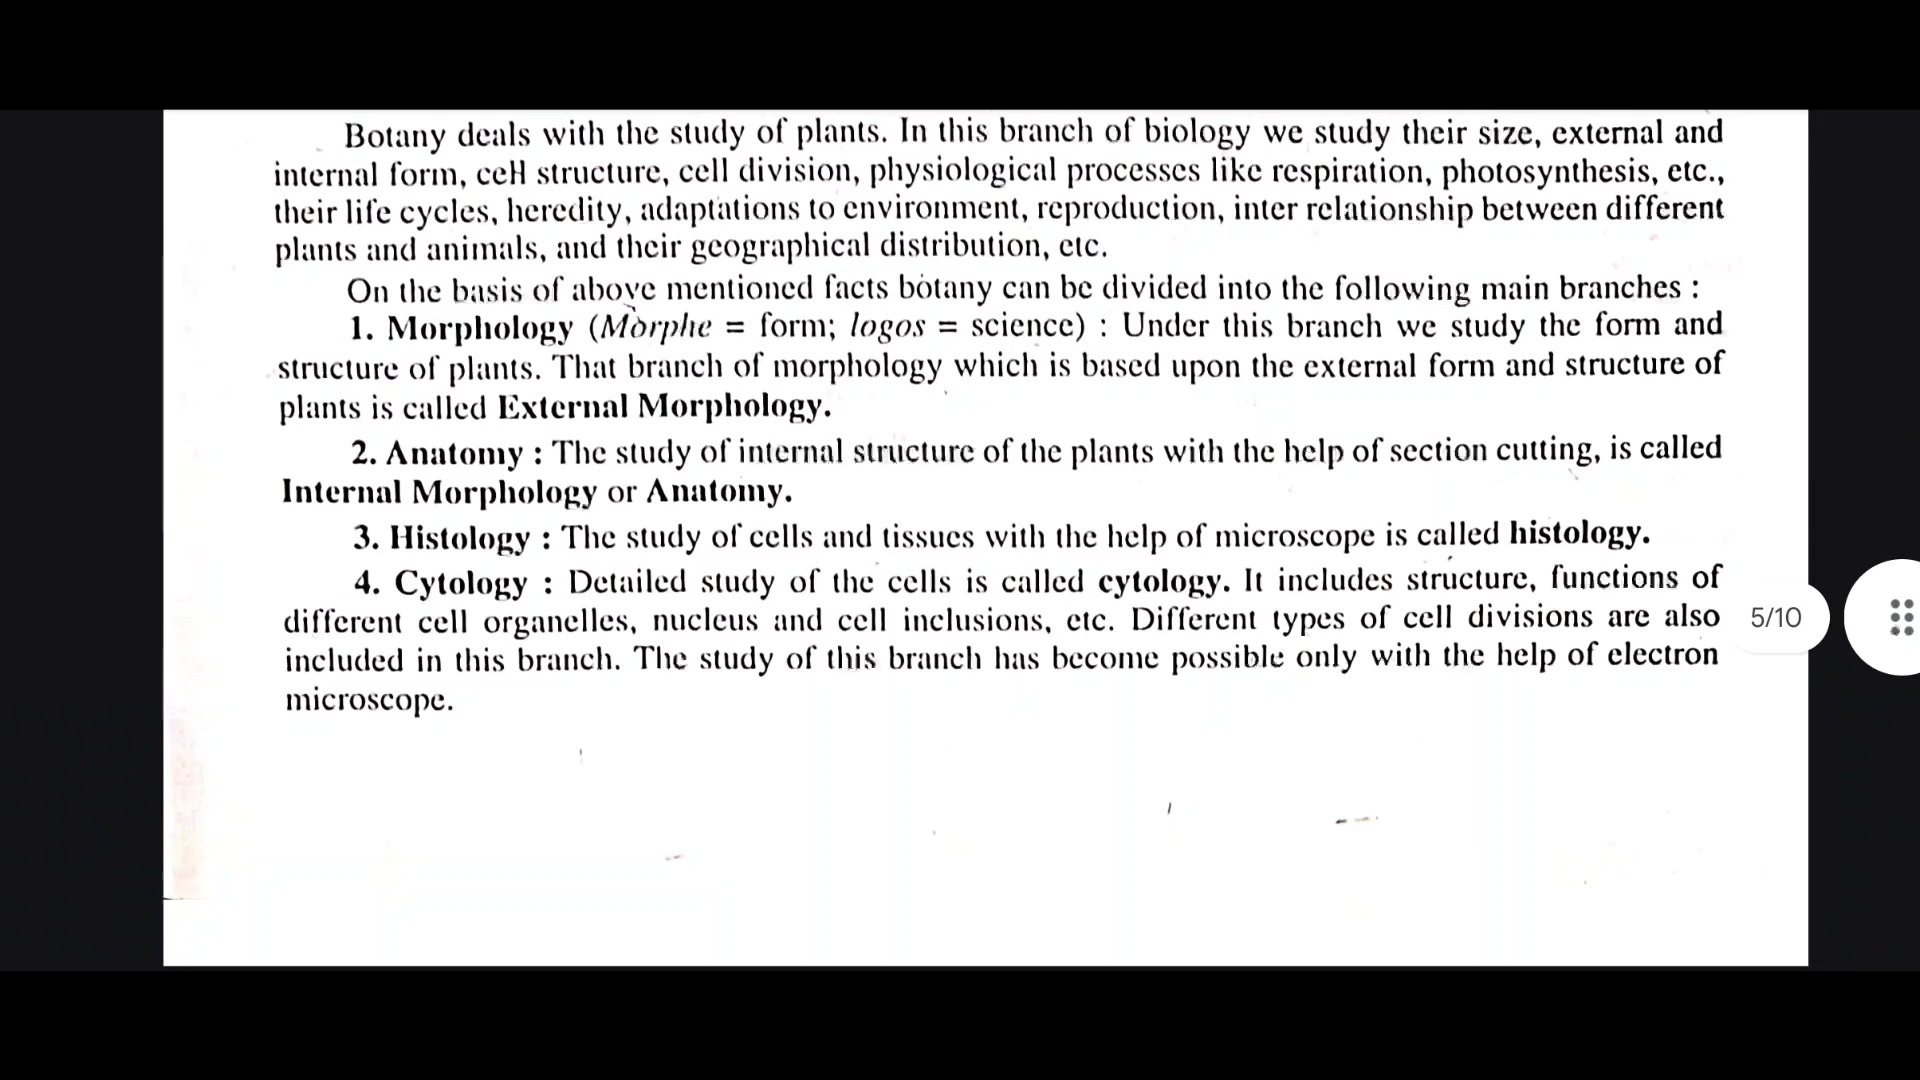 Botany deals with the study of plants. In this branch of biology we study their size, external and
internal form, cell structure, cell division, physiological processes like respiration, photosynthesis, etc.,
their life cycles, heredity, adaptations to environment, reproduction, inter relationship between different
plants and animals, and their geographical distribution, etc.
On the basis of above mentioned facts botany can be divided into the following main branches :
1. Morphology (Morphe = form; logos = science) : Under this branch we study the form and
structure of plants. That branch of morphology which is based upon the external form and structure of
plants is called External Morphology.
2. Anatomy : The study of internal structure of the plants with the help of section cutting, is called
Internal Morphology or Anatomy.
3. Histology : The study of cells and tissues with the help of microscope is called histology.
4. Cytology : Detailed study of the cells is called cytology. It includes structure, functions of
different cell organelles, nucleus and cell inclusions, etc. Different types of cell divisions are also
included in this branch. The study of this branch has become possible only with the help of electron
microscope.
5/10